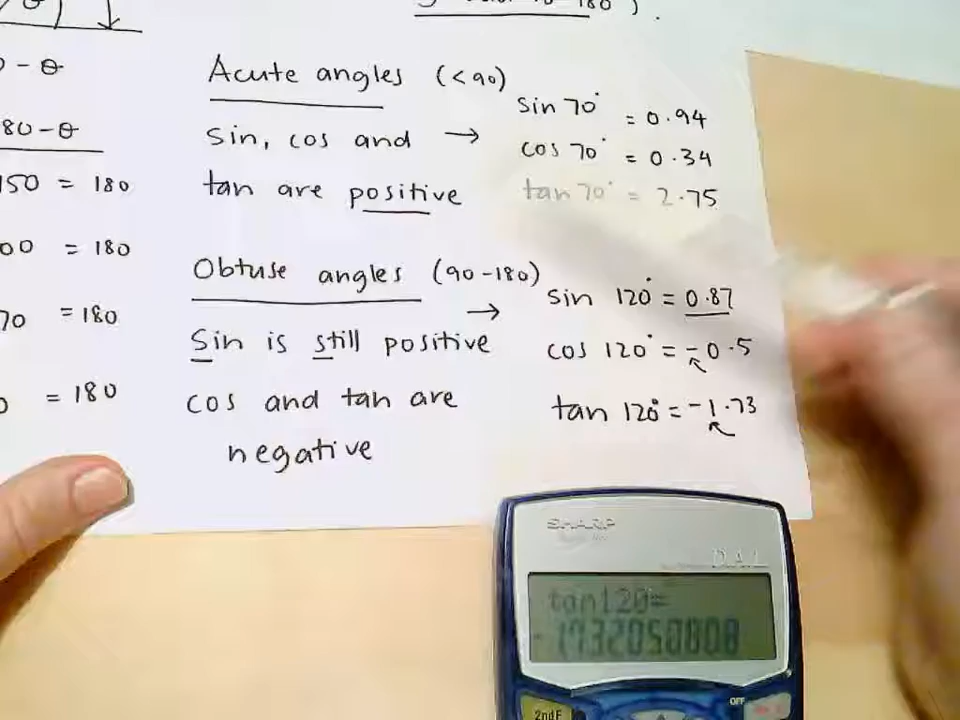 180 ) .
0 - θ
80 - θ
150 = 180
00 = 180
70 = 180
0 = 180
Acute angles (<90)
Sin, cos and →
tan are positive
sin 70° = 0.94
cos 70° = 0.34
tan 70° = 2.75
Obtuse angles (90-180)
→
Sin is still positive
cos and tan are
negative
sin 120° = 0.87
cos 120° = -0.5
tan 120° = -1.73
SHARP
D.A.L.
tan120=
-1.732050808
2ndF
OFF